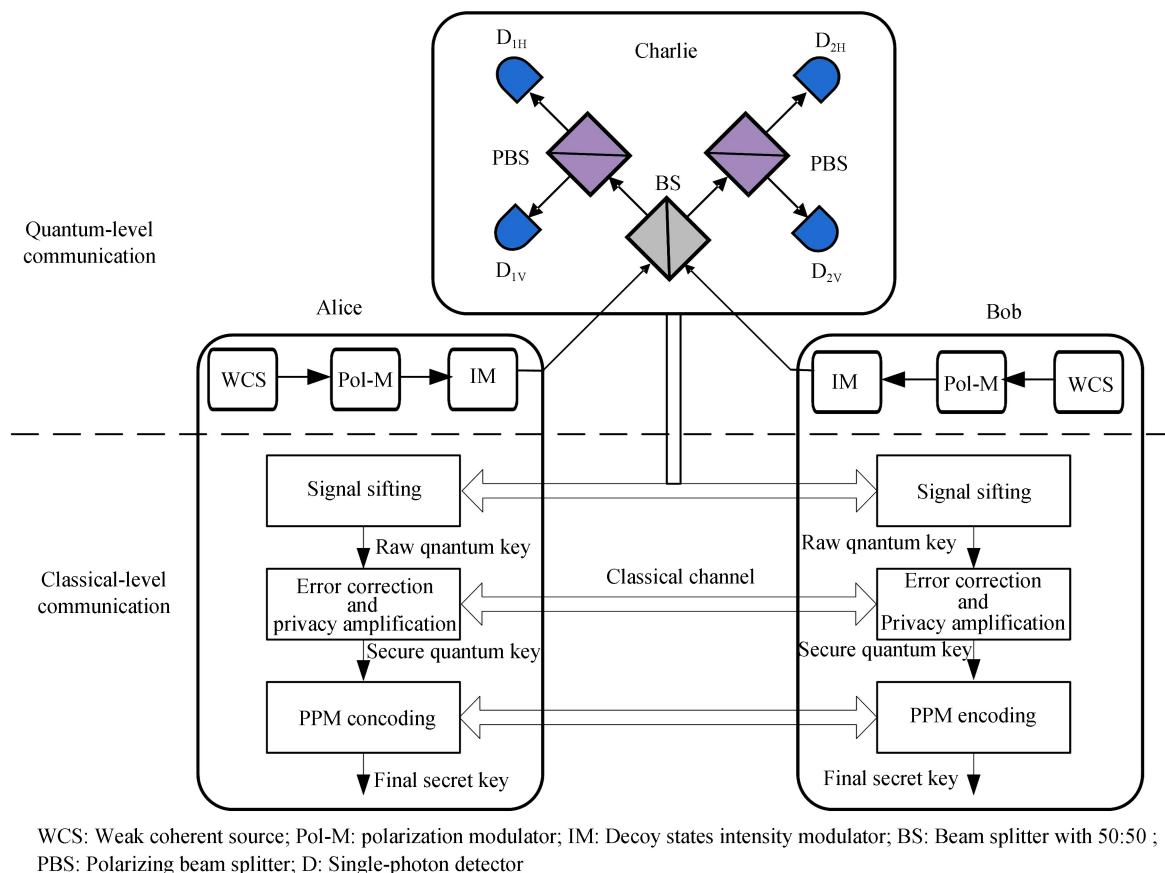 D1H
Charlie
D2H
PBS
PBS
BS
D1V
D2V
Quantum-level
communication
Alice
Bob
WCS
Pol-M
IM
IM
Pol-M
WCS
Signal sifting
Signal sifting
Raw qnantum key
Raw qnantum key
Classical-level
communication
Error correction
and
privacy amplification
Classical channel
Error correction
and
Privacy amplification
Secure quantum key
Secure quantum key
PPM concoding
PPM encoding
Final secret key
Final secret key
WCS: Weak coherent source; Pol-M: polarization modulator; IM: Decoy states intensity modulator; BS: Beam splitter with 50:50 ;
PBS: Polarizing beam splitter; D: Single-photon detector